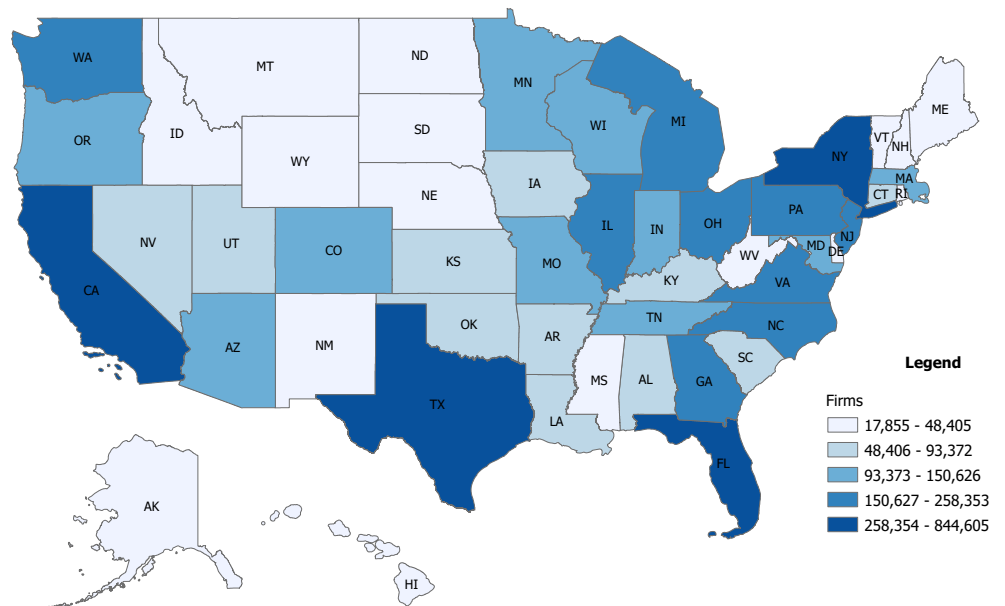 WA
MT
ND
MN
ME
VT
NH
OR
ID
SD
WI
MI
NY
MA
WY
IA
CT
RI
NE
PA
NJ
NV
UT
CO
IL
IN
OH
MD
DE
CA
KS
MO
WV
VA
KY
AZ
NM
OK
AR
TN
NC
SC
TX
LA
MS
AL
GA
FL
AK
HI
Legend
Firms
17,855 - 48,405
48,406 - 93,372
93,373 - 150,626
150,627 - 258,353
258,354 - 844,605